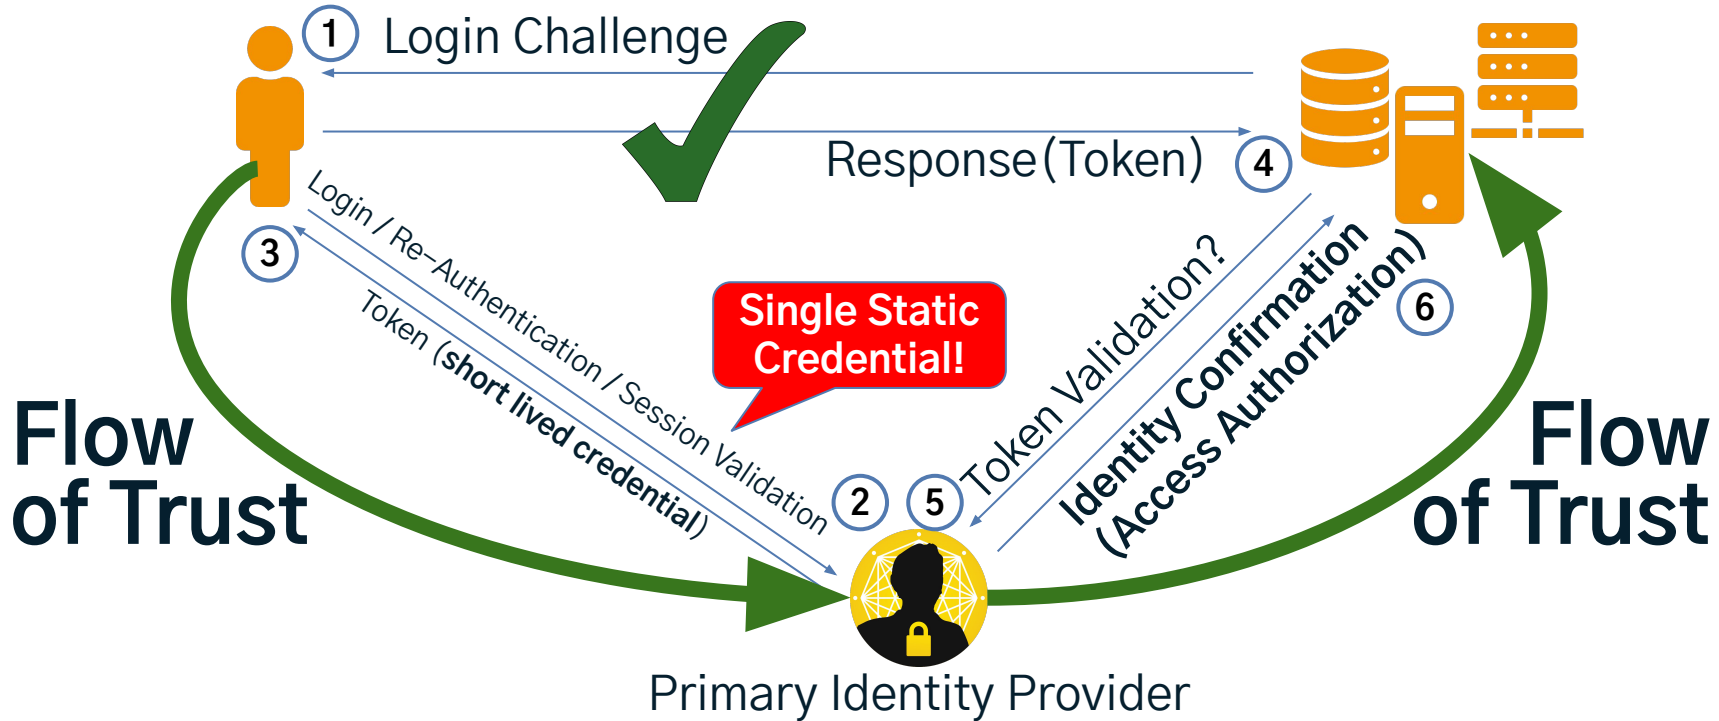 1
Login Challenge
Response(Token)
4
Login / Re-Authentication / Session Validation
3
Token (short lived credential)
Single Static
Credential!
Token Validation?
Identity Confirmation
(Access Authorization)
6
Flow
of Trust
Flow
of Trust
2
5
Primary Identity Provider